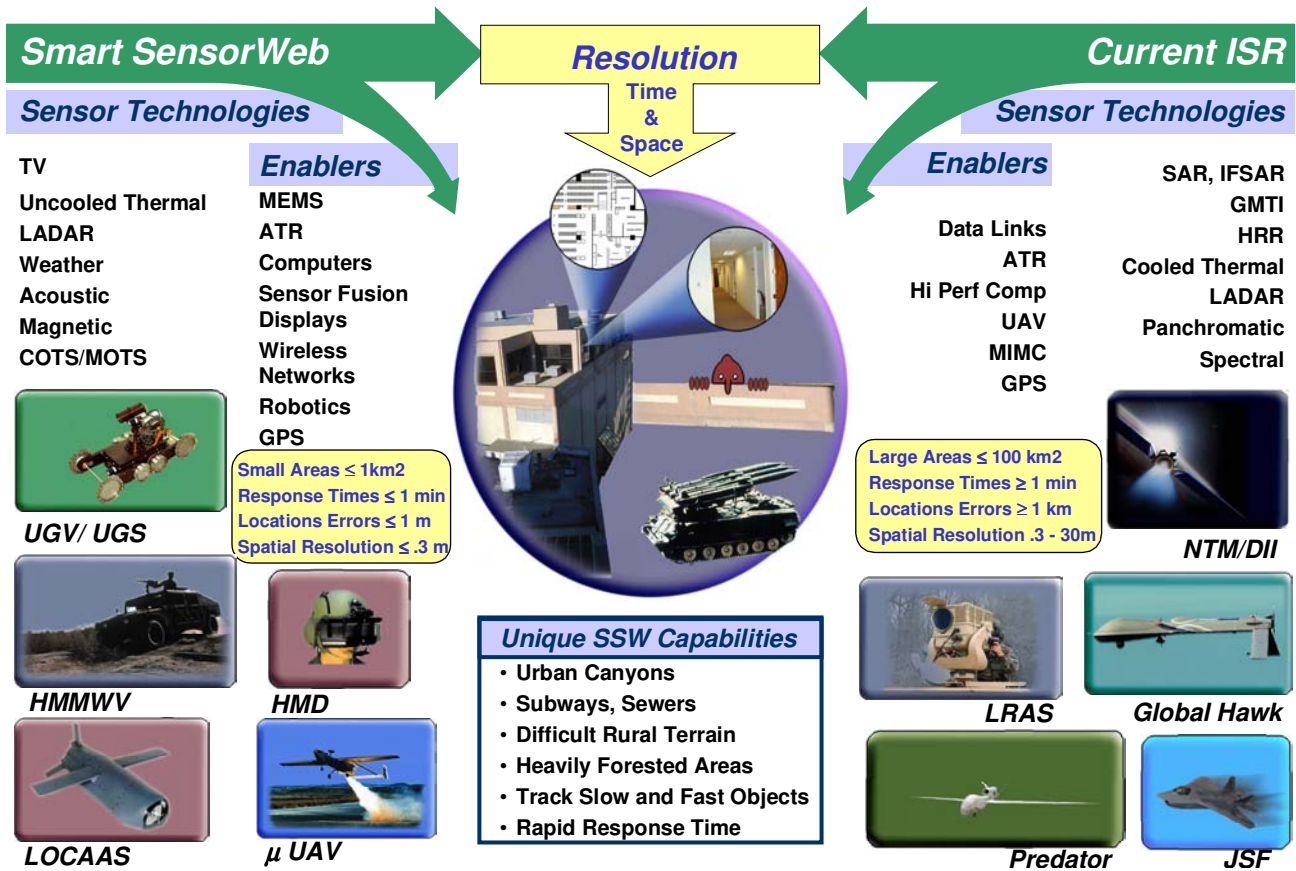 Smart SensorWeb
Resolution
Time
&
Space
Current ISR
Sensor Technologies
TV
Uncooled Thermal
LADAR
Weather
Acoustic
Magnetic
COTS/MOTS
Enablers
MEMS
ATR
Computers
Sensor Fusion
Displays
Wireless
Networks
Robotics
GPS
Small Areas ≤ 1km2
Response Times ≤ 1 min
Locations Errors ≤ 1 m
Spatial Resolution ≤ .3 m
UGV/ UGS
HMMWV
HMD
LOCAAS
μ UAV
Unique SSW Capabilities
• Urban Canyons
• Subways, Sewers
• Difficult Rural Terrain
• Heavily Forested Areas
• Track Slow and Fast Objects
• Rapid Response Time
Sensor Technologies
Enablers
Data Links
ATR
Hi Perf Comp
UAV
MIMC
GPS
SAR, IFSAR
GMTI
HRR
Cooled Thermal
LADAR
Panchromatic
Spectral
Large Areas ≤ 100 km2
Response Times ≥ 1 min
Locations Errors ≥ 1 km
Spatial Resolution .3 - 30m
NTM/DII
LRAS
Global Hawk
Predator
JSF